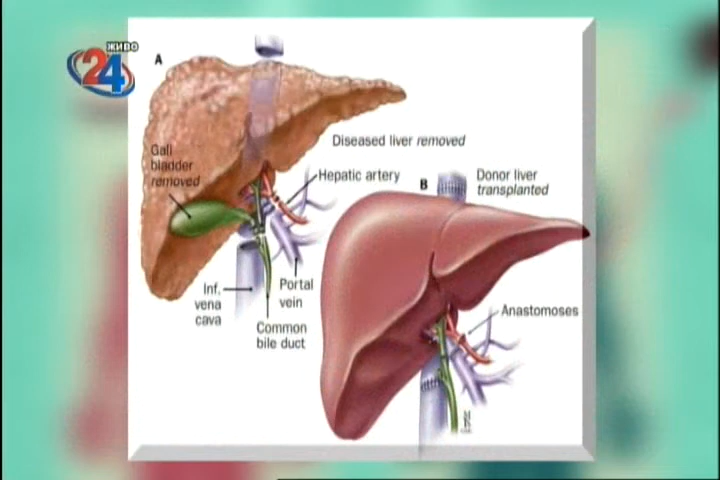 ЖИВО
24
A
Diseased liver removed
Gall
bladder
removed
Hepatic artery
B
Donor liver
transplanted
Inf.
vena
cava
Portal
vein
Common
bile duct
Anastomoses